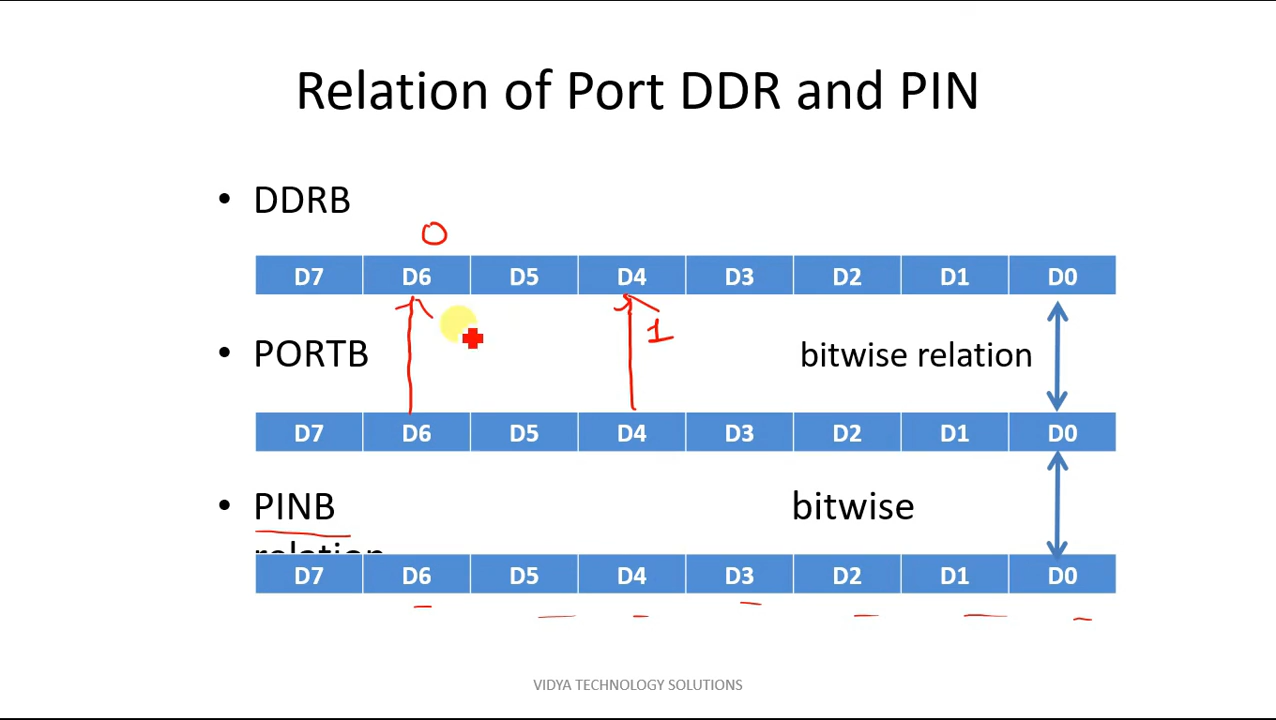 Relation of Port DDR and PIN
• DDRB
0
D7 D6 D5 D4 D3 D2 D1 D0
1
• PORTB bitwise relation
D7 D6 D5 D4 D3 D2 D1 D0
• PINB bitwise
relation
D7 D6 D5 D4 D3 D2 D1 D0
VIDYA TECHNOLOGY SOLUTIONS